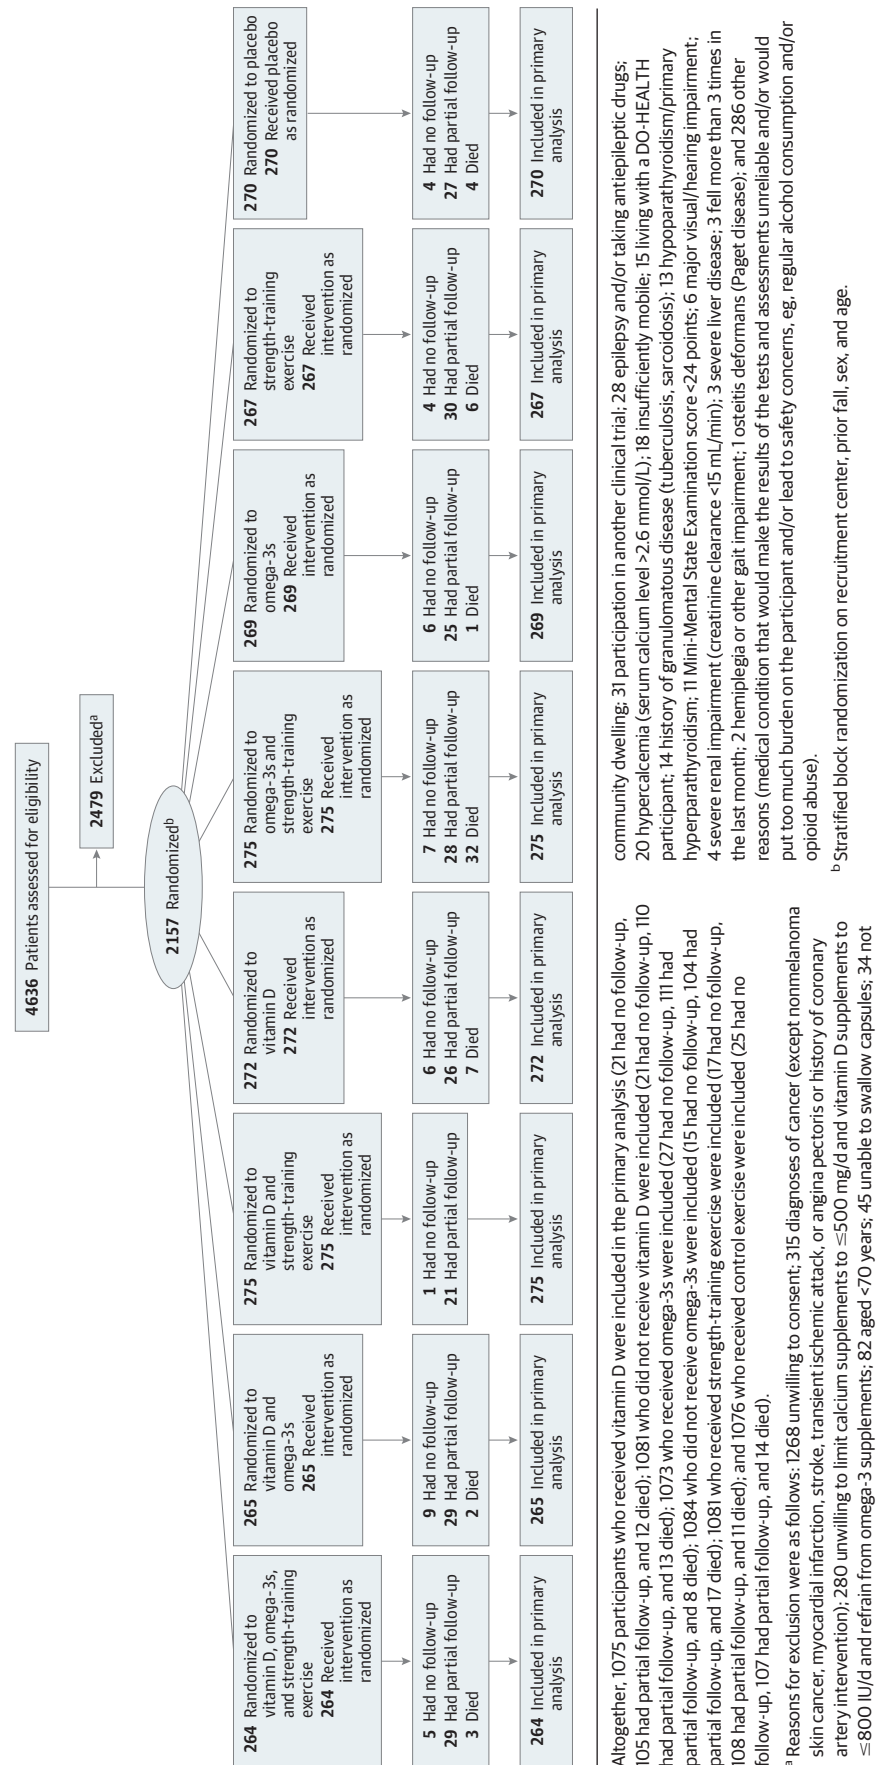 4636 Patients assessed for eligibility
2479 Excludedᵃ
2157 Randomizedᵇ
264 Randomized to
vitamin D, omega-3s,
and strength-training
exercise
264 Received
intervention as
randomized
265 Randomized to
vitamin D and
omega-3s
265 Received
intervention as
randomized
275 Randomized to
vitamin D and
strength-training
exercise
275 Received
intervention as
randomized
272 Randomized to
vitamin D
272 Received
intervention as
randomized
275 Randomized to
omega-3s and
strength-training
exercise
275 Received
intervention as
randomized
269 Randomized to
omega-3s
269 Received
intervention as
randomized
267 Randomized to
strength-training
exercise
267 Received
intervention as
randomized
270 Randomized to placebo
270 Received placebo
as randomized
5 Had no follow-up
29 Had partial follow-up
3 Died
9 Had no follow-up
29 Had partial follow-up
2 Died
1 Had no follow-up
21 Had partial follow-up
6 Had no follow-up
26 Had partial follow-up
7 Died
7 Had no follow-up
28 Had partial follow-up
32 Died
6 Had no follow-up
25 Had partial follow-up
1 Died
4 Had no follow-up
30 Had partial follow-up
6 Died
4 Had no follow-up
27 Had partial follow-up
4 Died
264 Included in primary
analysis
265 Included in primary
analysis
275 Included in primary
analysis
272 Included in primary
analysis
275 Included in primary
analysis
269 Included in primary
analysis
267 Included in primary
analysis
270 Included in primary
analysis
Altogether, 1075 participants who received vitamin D were included in the primary analysis (21 had no follow-up,
105 had partial follow-up, and 12 died); 1081 who did not receive vitamin D were included (21 had no follow-up, 110
had partial follow-up, and 13 died); 1073 who received omega-3s were included (27 had no follow-up, 111 had
partial follow-up, and 8 died); 1084 who did not receive omega-3s were included (15 had no follow-up, 104 had
partial follow-up, and 17 died); 1081 who received strength-training exercise were included (17 had no follow-up,
108 had partial follow-up, and 11 died); and 1076 who received control exercise were included (25 had no
follow-up, 107 had partial follow-up, and 14 died).
ᵃ Reasons for exclusion were as follows: 1268 unwilling to consent; 315 diagnoses of cancer (except nonmelanoma
skin cancer, myocardial infarction, stroke, transient ischemic attack, or angina pectoris or history of coronary
artery intervention); 280 unwilling to limit calcium supplements to ≤500 mg/d and vitamin D supplements to
≤800 IU/d and refrain from omega-3 supplements; 82 aged <70 years; 45 unable to swallow capsules; 34 not
community dwelling; 31 participation in another clinical trial; 28 epilepsy and/or taking antiepileptic drugs;
20 hypercalcemia (serum calcium level >2.6 mmol/L); 18 insufficiently mobile; 15 living with a DO-HEALTH
participant; 14 history of granulomatous disease (tuberculosis, sarcoidosis); 13 hypoparathyroidism/primary
hyperparathyroidism; 11 Mini-Mental State Examination score <24 points; 6 major visual/hearing impairment;
4 severe renal impairment (creatinine clearance <15 mL/min); 3 severe liver disease; 3 fell more than 3 times in
the last month; 2 hemiplegia or other gait impairment; 1 osteitis deformans (Paget disease); and 286 other
reasons (medical condition that would make the results of the tests and assessments unreliable and/or would
put too much burden on the participant and/or lead to safety concerns, eg, regular alcohol consumption and/or
opioid abuse).
ᵇ Stratified block randomization on recruitment center, prior fall, sex, and age.